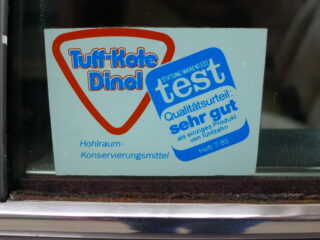 Tuff-Kote
Dinol
STIFTUNG WARENTEST
test
Qualitätsurteil:
sehr gut
als einziges Produkt
von fünfzehn
Heft 7/85
Hohlraum-
Konservierungsmittel